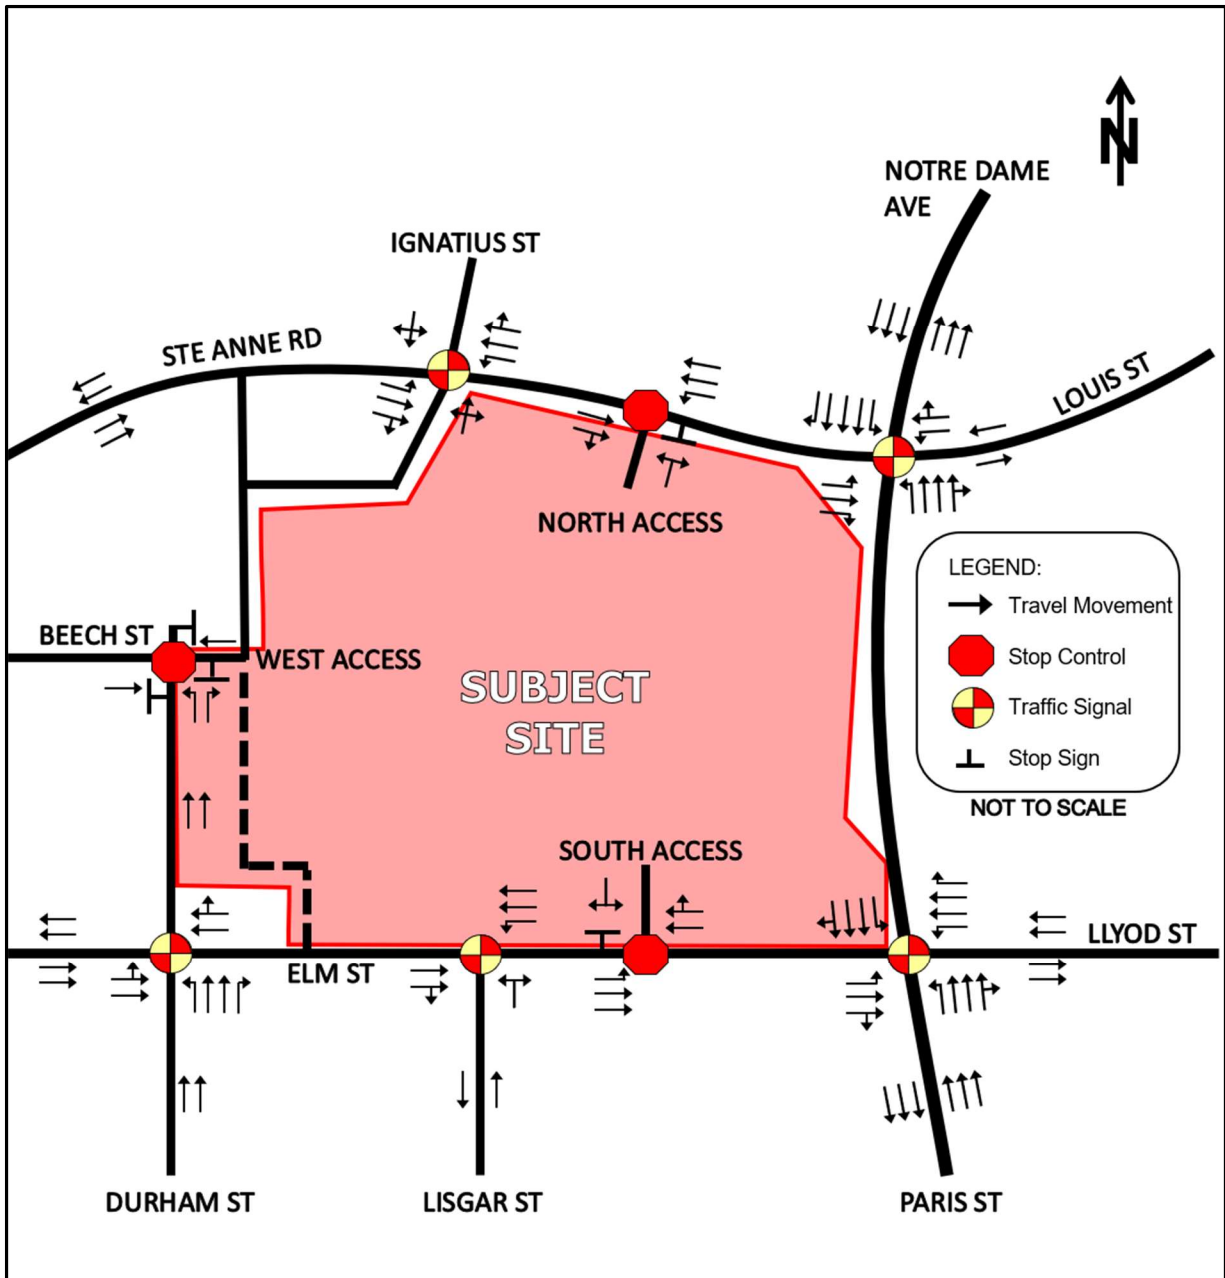 N
NOTRE DAME
AVE
IGNATIUS ST
STE ANNE RD
LOUIS ST
NORTH ACCESS
LEGEND:
Travel Movement
Stop Control
Traffic Signal
Stop Sign
NOT TO SCALE
BEECH ST
WEST ACCESS
SUBJECT
SITE
SOUTH ACCESS
LLYOD ST
ELM ST
DURHAM ST
LISGAR ST
PARIS ST